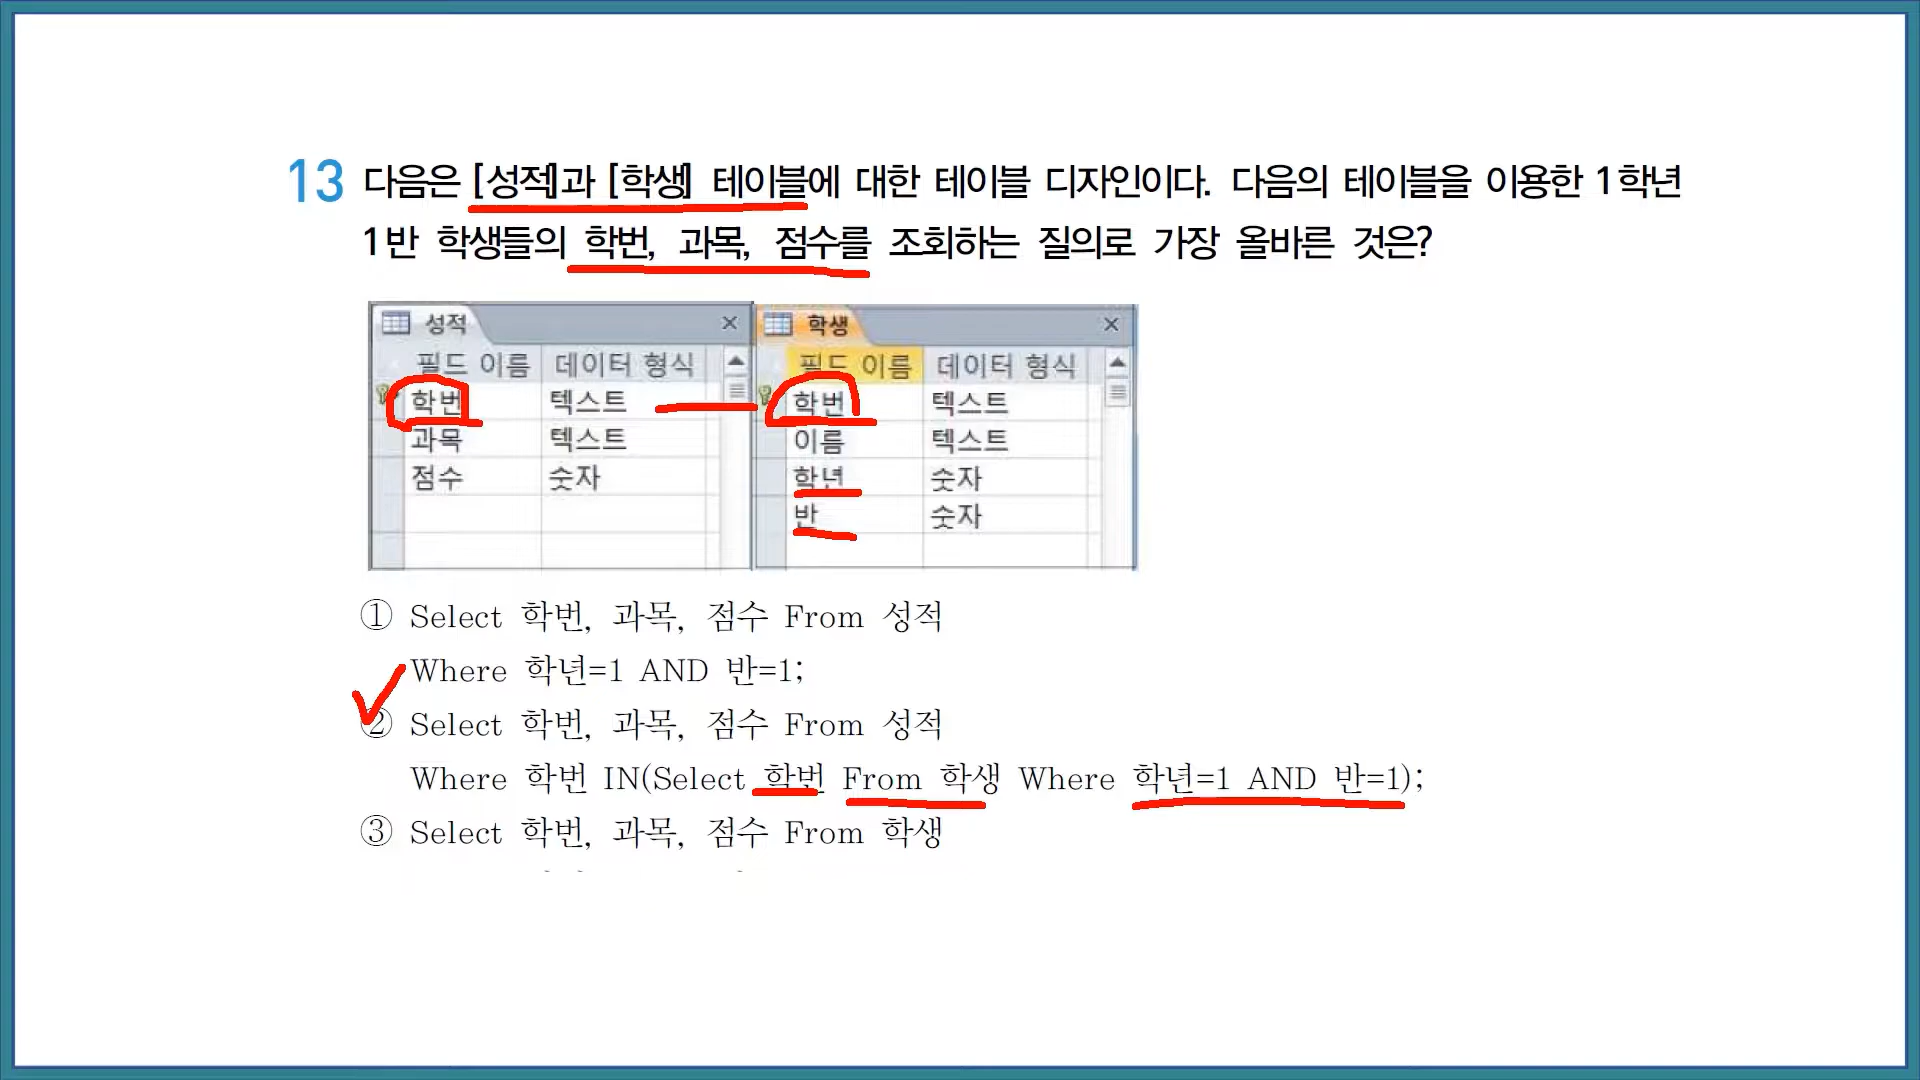 13 다음은 [성적]과 [학생] 테이블에 대한 테이블 디자인이다. 다음의 테이블을 이용한 1학년
1반 학생들의 학번, 과목, 점수를 조회하는 질의로 가장 올바른 것은?
성적
필드 이름 데이터 형식
학번 텍스트
과목 텍스트
점수 숫자
학생
필드 이름 데이터 형식
학번 텍스트
이름 텍스트
학년 숫자
반 숫자
① Select 학번, 과목, 점수 From 성적
Where 학년=1 AND 반=1;
② Select 학번, 과목, 점수 From 성적
Where 학번 IN(Select 학번 From 학생 Where 학년=1 AND 반=1);
③ Select 학번, 과목, 점수 From 학생